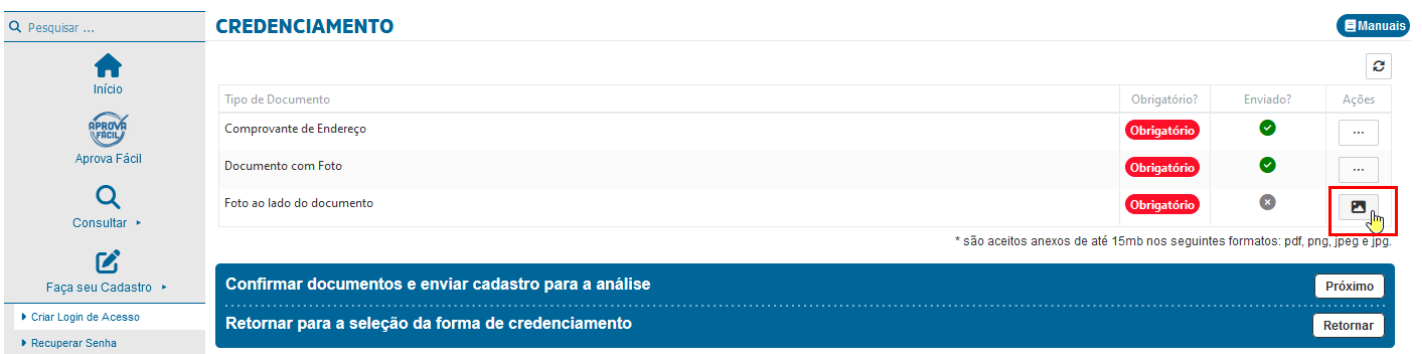 Pesquisar ...
CREDENCIAMENTO
Manuais
Início
APROVA
FÁCIL
Aprova Fácil
Consultar
Faça seu Cadastro
Criar Login de Acesso
Recuperar Senha
Tipo de Documento Obrigatório? Enviado? Ações
Comprovante de Endereço Obrigatório ...
Documento com Foto Obrigatório ...
Foto ao lado do documento Obrigatório
* são aceitos anexos de até 15mb nos seguintes formatos: pdf, png, jpeg e jpg.
Confirmar documentos e enviar cadastro para a análise Próximo
Retornar para a seleção da forma de credenciamento Retornar